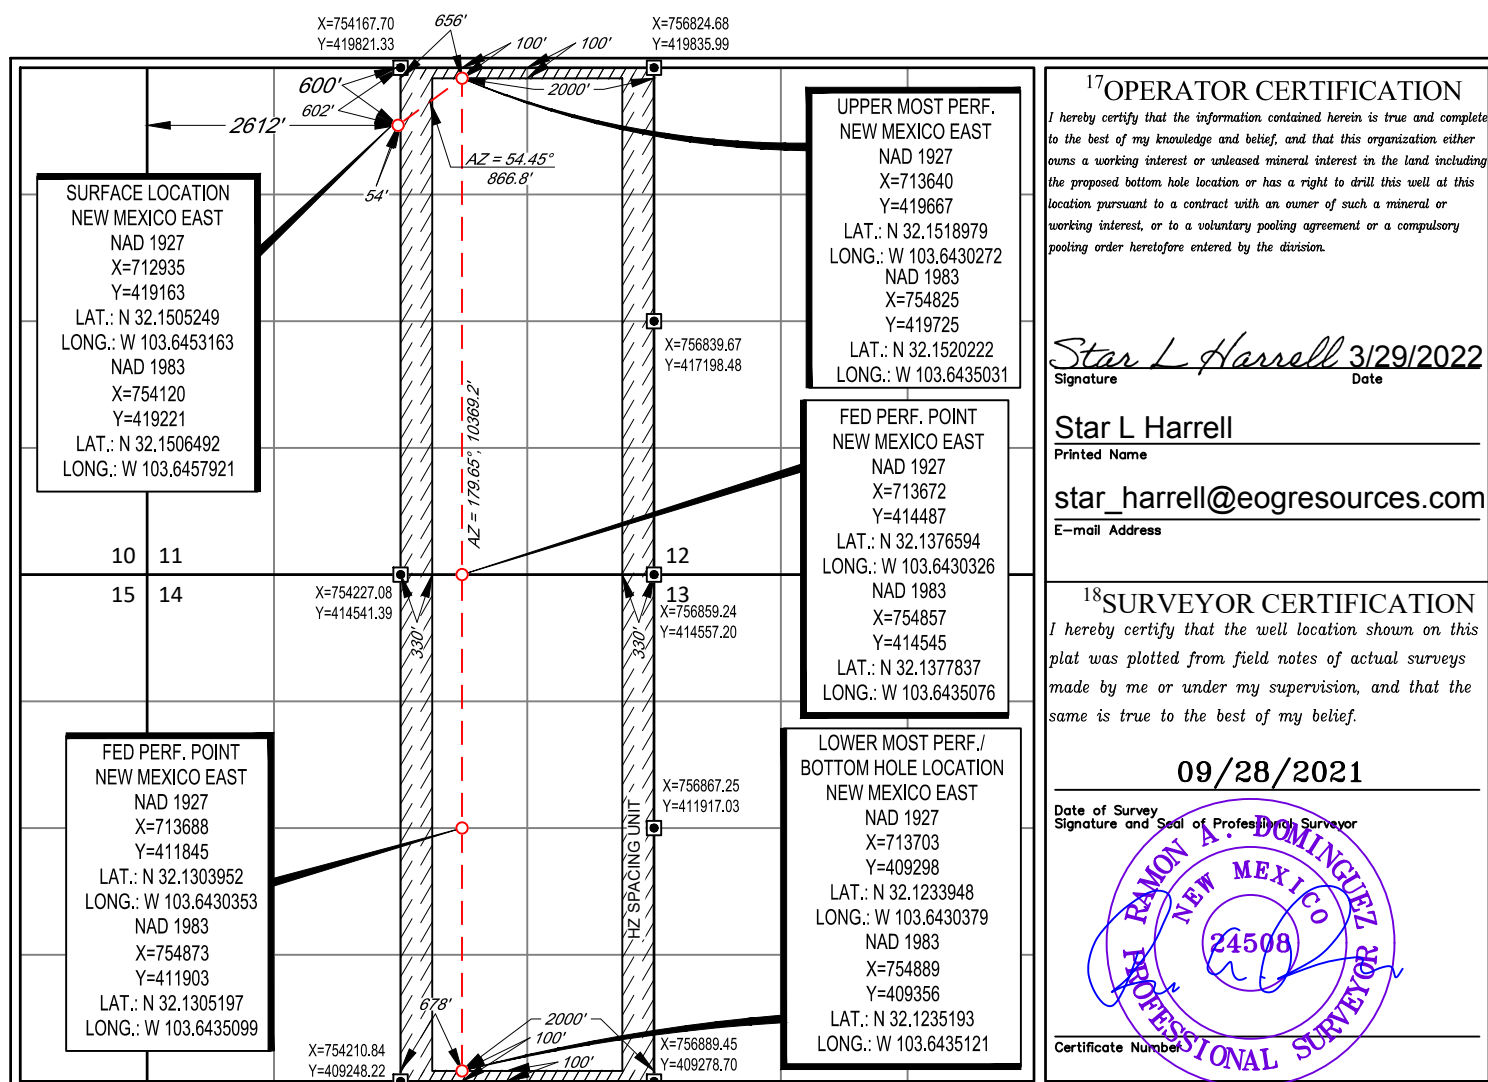 X=754167.70
Y=419821.33
656'
100'
100'
X=756824.68
Y=419835.99
600'
602'
2612'
2000'
54'
AZ = 54.45°
866.8'
SURFACE LOCATION
NEW MEXICO EAST
NAD 1927
X=712935
Y=419163
LAT.: N 32.1505249
LONG.: W 103.6453163
NAD 1983
X=754120
Y=419221
LAT.: N 32.1506492
LONG.: W 103.6457921
UPPER MOST PERF.
NEW MEXICO EAST
NAD 1927
X=713640
Y=419667
LAT.: N 32.1518979
LONG.: W 103.6430272
NAD 1983
X=754825
Y=419725
LAT.: N 32.1520222
LONG.: W 103.6435031
X=756839.67
Y=417198.48
AZ = 179.65°, 10369.2'
FED PERF. POINT
NEW MEXICO EAST
NAD 1927
X=713672
Y=414487
LAT.: N 32.1376594
LONG.: W 103.6430326
NAD 1983
X=754857
Y=414545
LAT.: N 32.1377837
LONG.: W 103.6435076
10 11
15 14
12
13
X=754227.08
Y=414541.39
330'
330'
X=756859.24
Y=414557.20
FED PERF. POINT
NEW MEXICO EAST
NAD 1927
X=713688
Y=411845
LAT.: N 32.1303952
LONG.: W 103.6430353
NAD 1983
X=754873
Y=411903
LAT.: N 32.1305197
LONG.: W 103.6435099
HZ SPACING UNIT
X=756867.25
Y=411917.03
LOWER MOST PERF./
BOTTOM HOLE LOCATION
NEW MEXICO EAST
NAD 1927
X=713703
Y=409298
LAT.: N 32.1233948
LONG.: W 103.6430379
NAD 1983
X=754889
Y=409356
LAT.: N 32.1235193
LONG.: W 103.6435121
678'
2000'
100'
100'
X=754210.84
Y=409248.22
X=756889.45
Y=409278.70
17 OPERATOR CERTIFICATION
I hereby certify that the information contained herein is true and complete
to the best of my knowledge and belief, and that this organization either
owns a working interest or unleased mineral interest in the land including
the proposed bottom hole location or has a right to drill this well at this
location pursuant to a contract with an owner of such a mineral or
working interest, or to a voluntary pooling agreement or a compulsory
pooling order heretofore entered by the division.
Star L Harrell 3/29/2022
Signature Date
Star L Harrell
Printed Name
star_harrell@eogresources.com
E-mail Address
18 SURVEYOR CERTIFICATION
I hereby certify that the well location shown on this
plat was plotted from field notes of actual surveys
made by me or under my supervision, and that the
same is true to the best of my belief.
09/28/2021
Date of Survey
Signature and Seal of Professional Surveyor
RAMON A. DOMINGUEZ
NEW MEXICO
24508
PROFESSIONAL SURVEYOR
Certificate Number